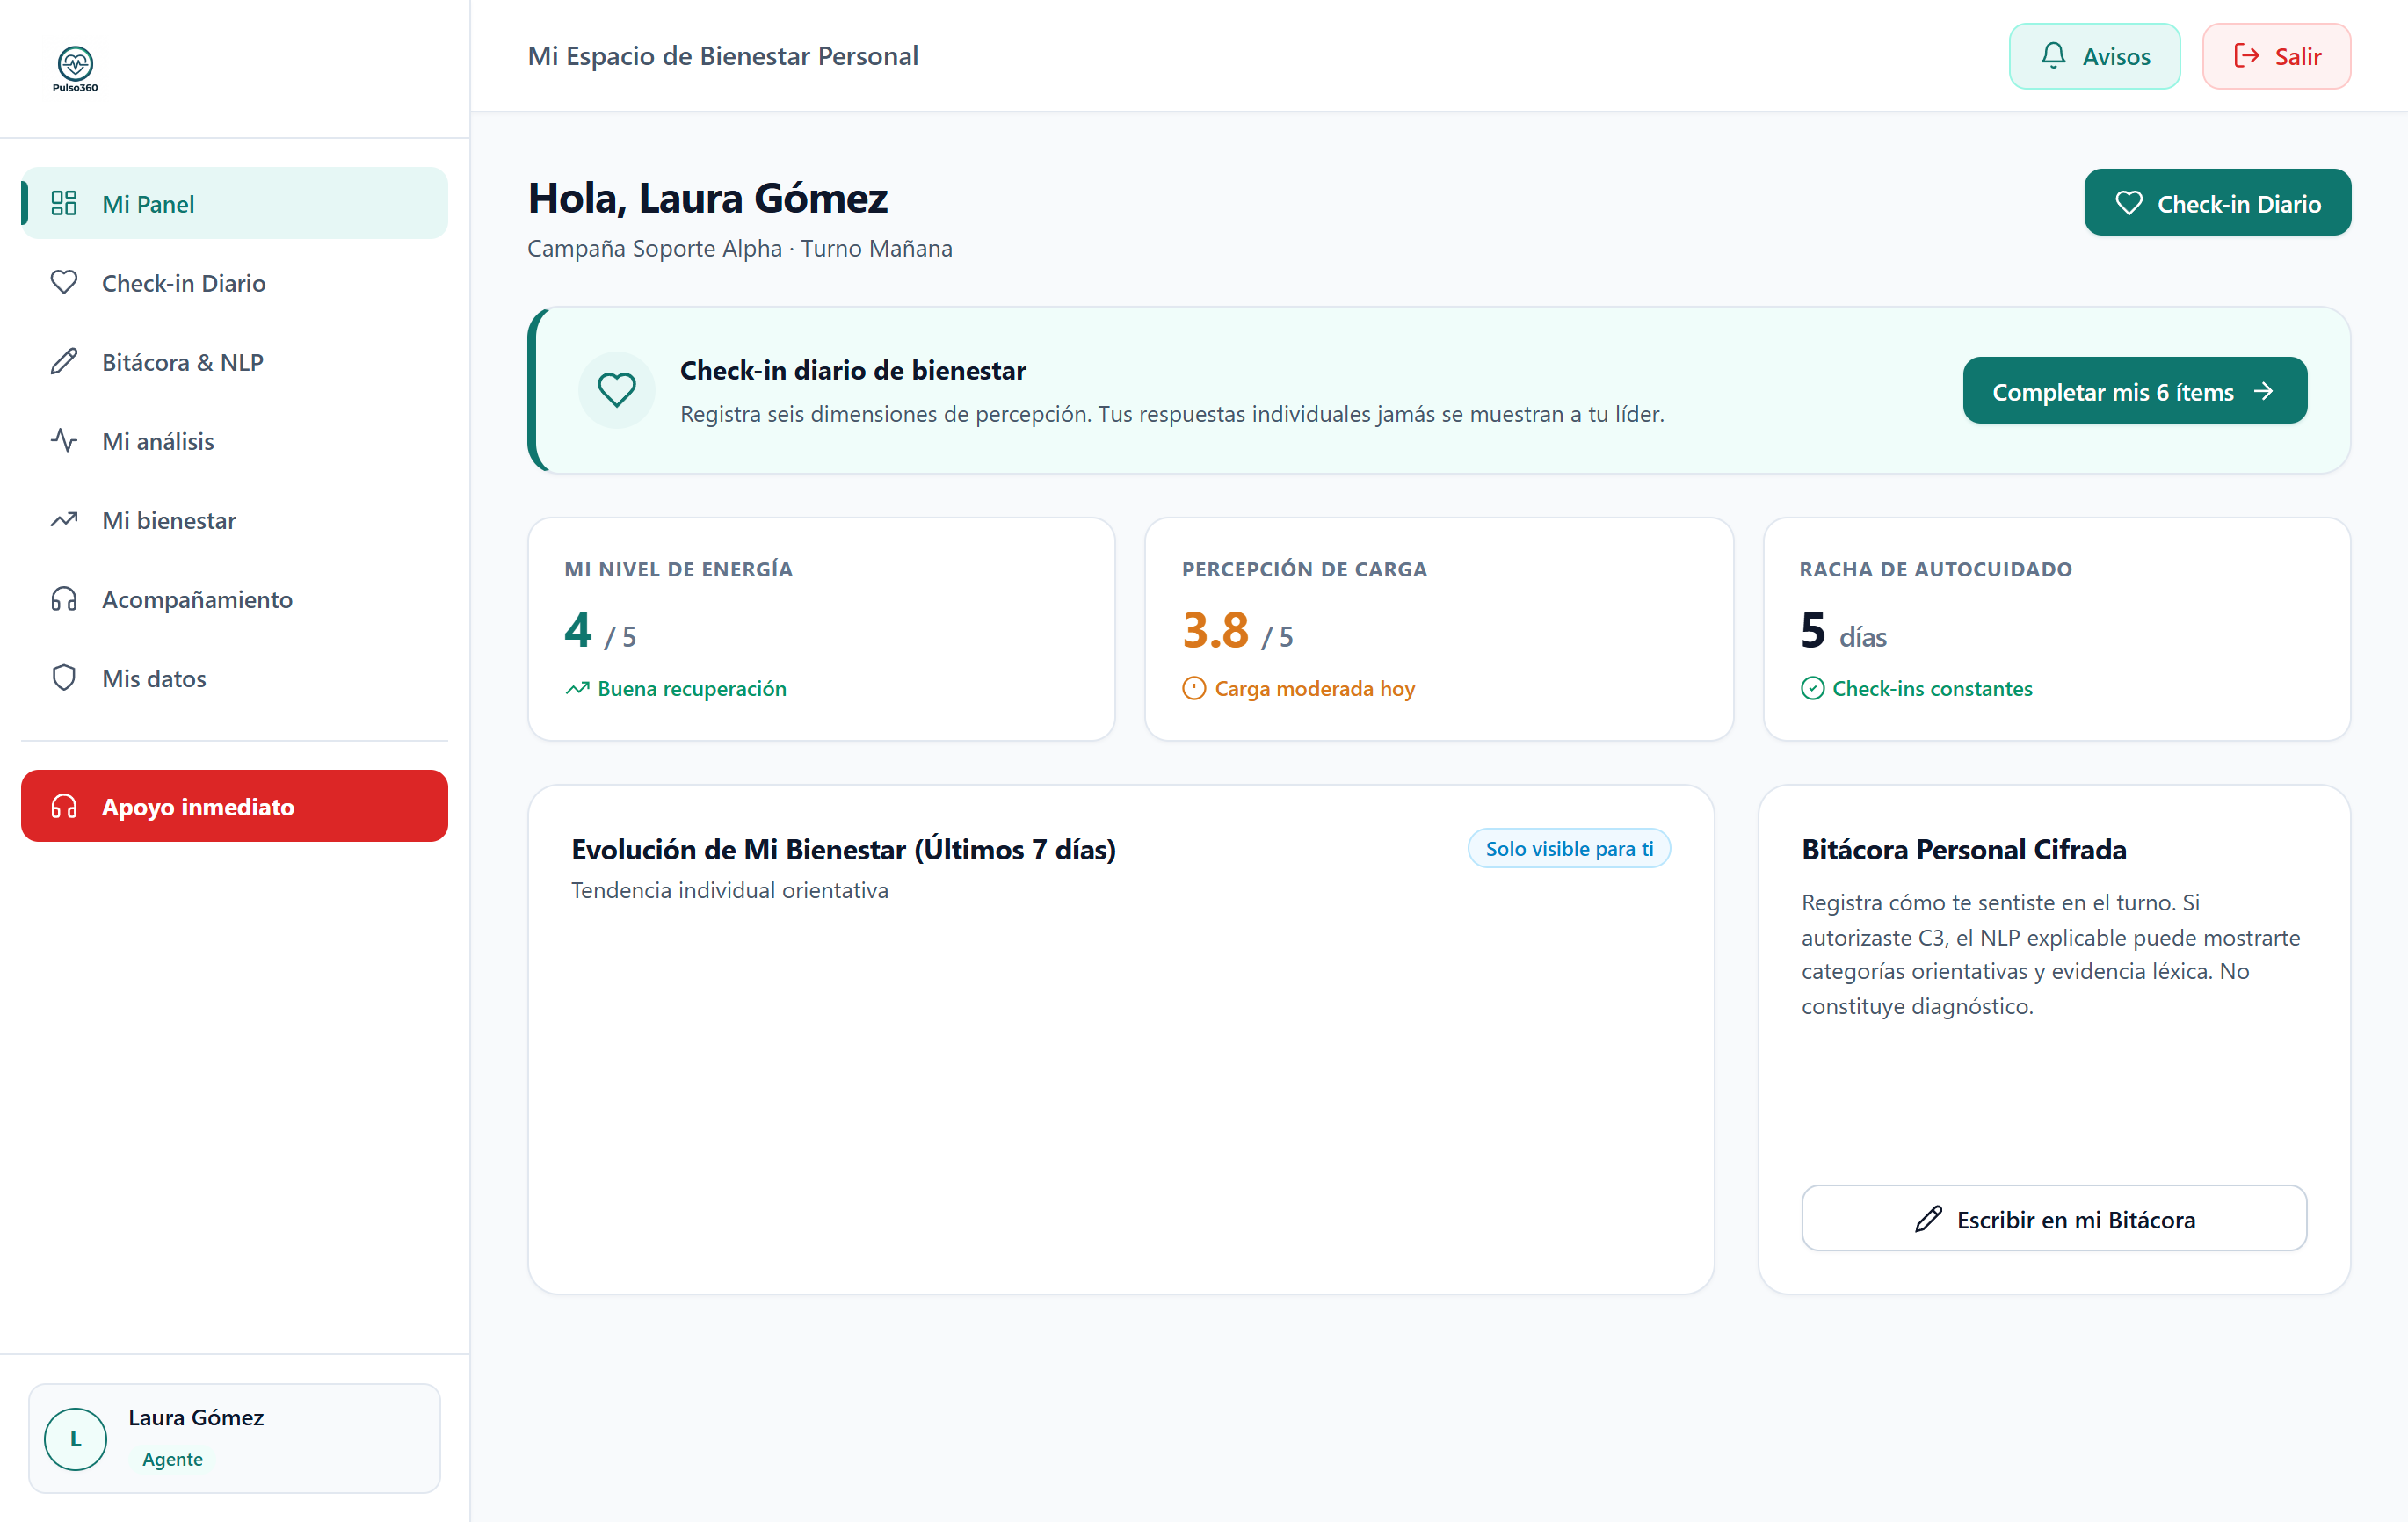 Pulso360
Mi Espacio de Bienestar Personal
Avisos
Salir
Mi Panel
Check-in Diario
Bitácora & NLP
Mi análisis
Mi bienestar
Acompañamiento
Mis datos
Apoyo inmediato
Laura Gómez
L
Agente
Hola, Laura Gómez
Campaña Soporte Alpha · Turno Mañana
Check-in Diario
Check-in diario de bienestar
Registra seis dimensiones de percepción. Tus respuestas individuales jamás se muestran a tu líder.
Completar mis 6 ítems
MI NIVEL DE ENERGÍA
4 / 5
Buena recuperación
PERCEPCIÓN DE CARGA
3.8 / 5
Carga moderada hoy
RACHA DE AUTOCUIDADO
5 días
Check-ins constantes
Evolución de Mi Bienestar (Últimos 7 días)
Solo visible para ti
Tendencia individual orientativa
Bitácora Personal Cifrada
Registra cómo te sentiste en el turno. Si
autorizaste C3, el NLP explicable puede mostrarte
categorías orientativas y evidencia léxica. No
constituye diagnóstico.
Escribir en mi Bitácora